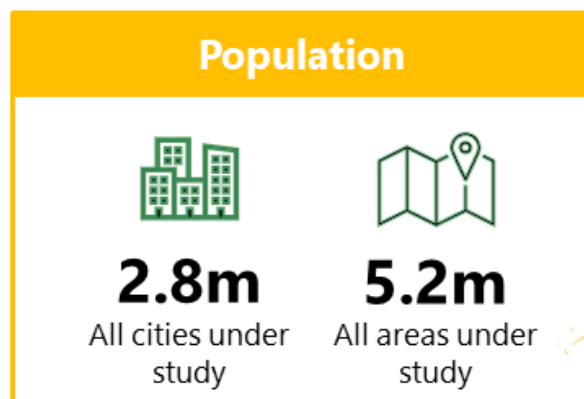 Population
2.8m
All cities under
study
5.2m
All areas under
study